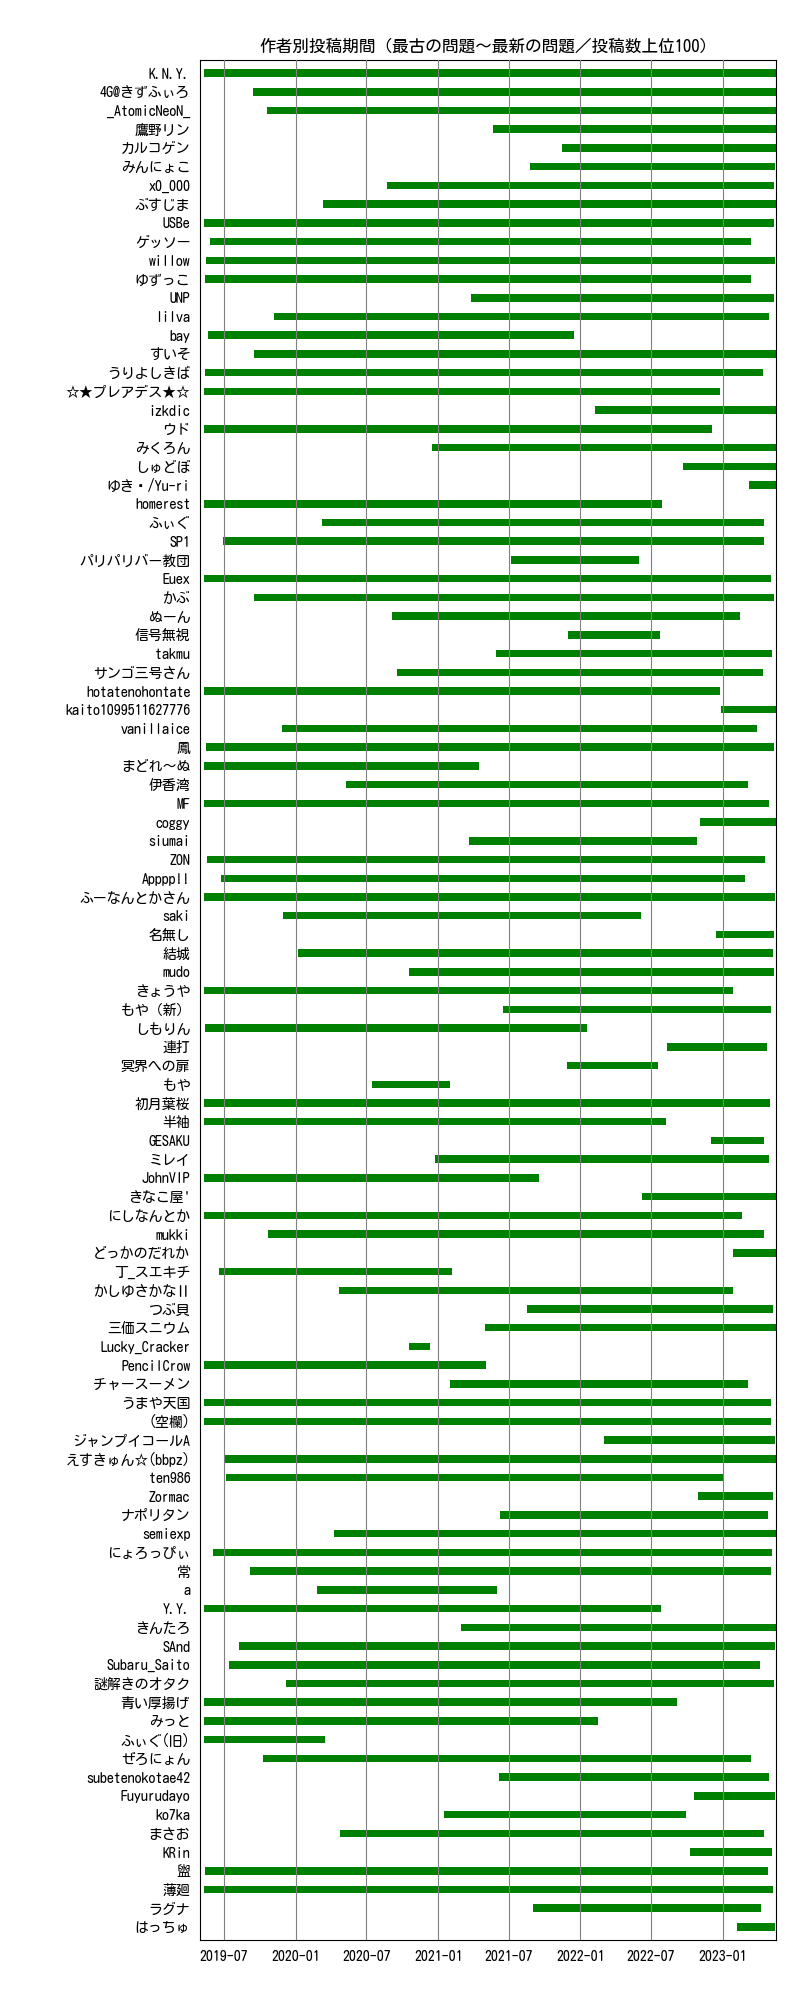 作者別投稿期間（最古の問題～最新の問題／投稿数上位100）
K.N.Y.
4G@きずふぃろ
_AtomicNeoN_
鷹野リン
カルコゲン
みんにょこ
x0_000
ぷすじま
USBe
ゲッソー
willow
ゆずっこ
UNP
lilva
bay
すいそ
うりよしきば
☆★プレアデス★☆
izkdic
ウド
みくろん
しゅどぼ
ゆき・/Yu-ri
homerest
ふぃぐ
SP1
パリパリバー教団
Euex
かぶ
ぬーん
信号無視
takmu
サンゴ三号さん
hotatenohontate
kaito1099511627776
vanillaice
鳳
まどれ～ぬ
伊香湾
MF
coggy
siumai
ZON
Appppll
ふーなんとかさん
saki
名無し
結城
mudo
きょうや
もや（新）
しもりん
連打
冥界への扉
もや
初月葉桜
半袖
GESAKU
ミレイ
JohnVIP
きなこ屋'
にしなんとか
mukki
どっかのだれか
丁_スエキチ
かしゆさかなⅡ
つぶ貝
三価スニウム
Lucky_Cracker
PencilCrow
チャースーメン
うまや天国
(空欄)
ジャンプイコールA
えすきゅん☆(bbpz)
ten986
Zormac
ナポリタン
semiexp
にょろっぴぃ
常
a
Y.Y.
きんたろ
SAnd
Subaru_Saito
謎解きのオタク
青い厚揚げ
みっと
ふぃぐ(旧)
ぜろにょん
subetenokotae42
Fuyurudayo
ko7ka
まさお
KRin
盥
薄廻
ラグナ
はっちゅ
2019-07 2020-01 2020-07 2021-01 2021-07 2022-01 2022-07 2023-01